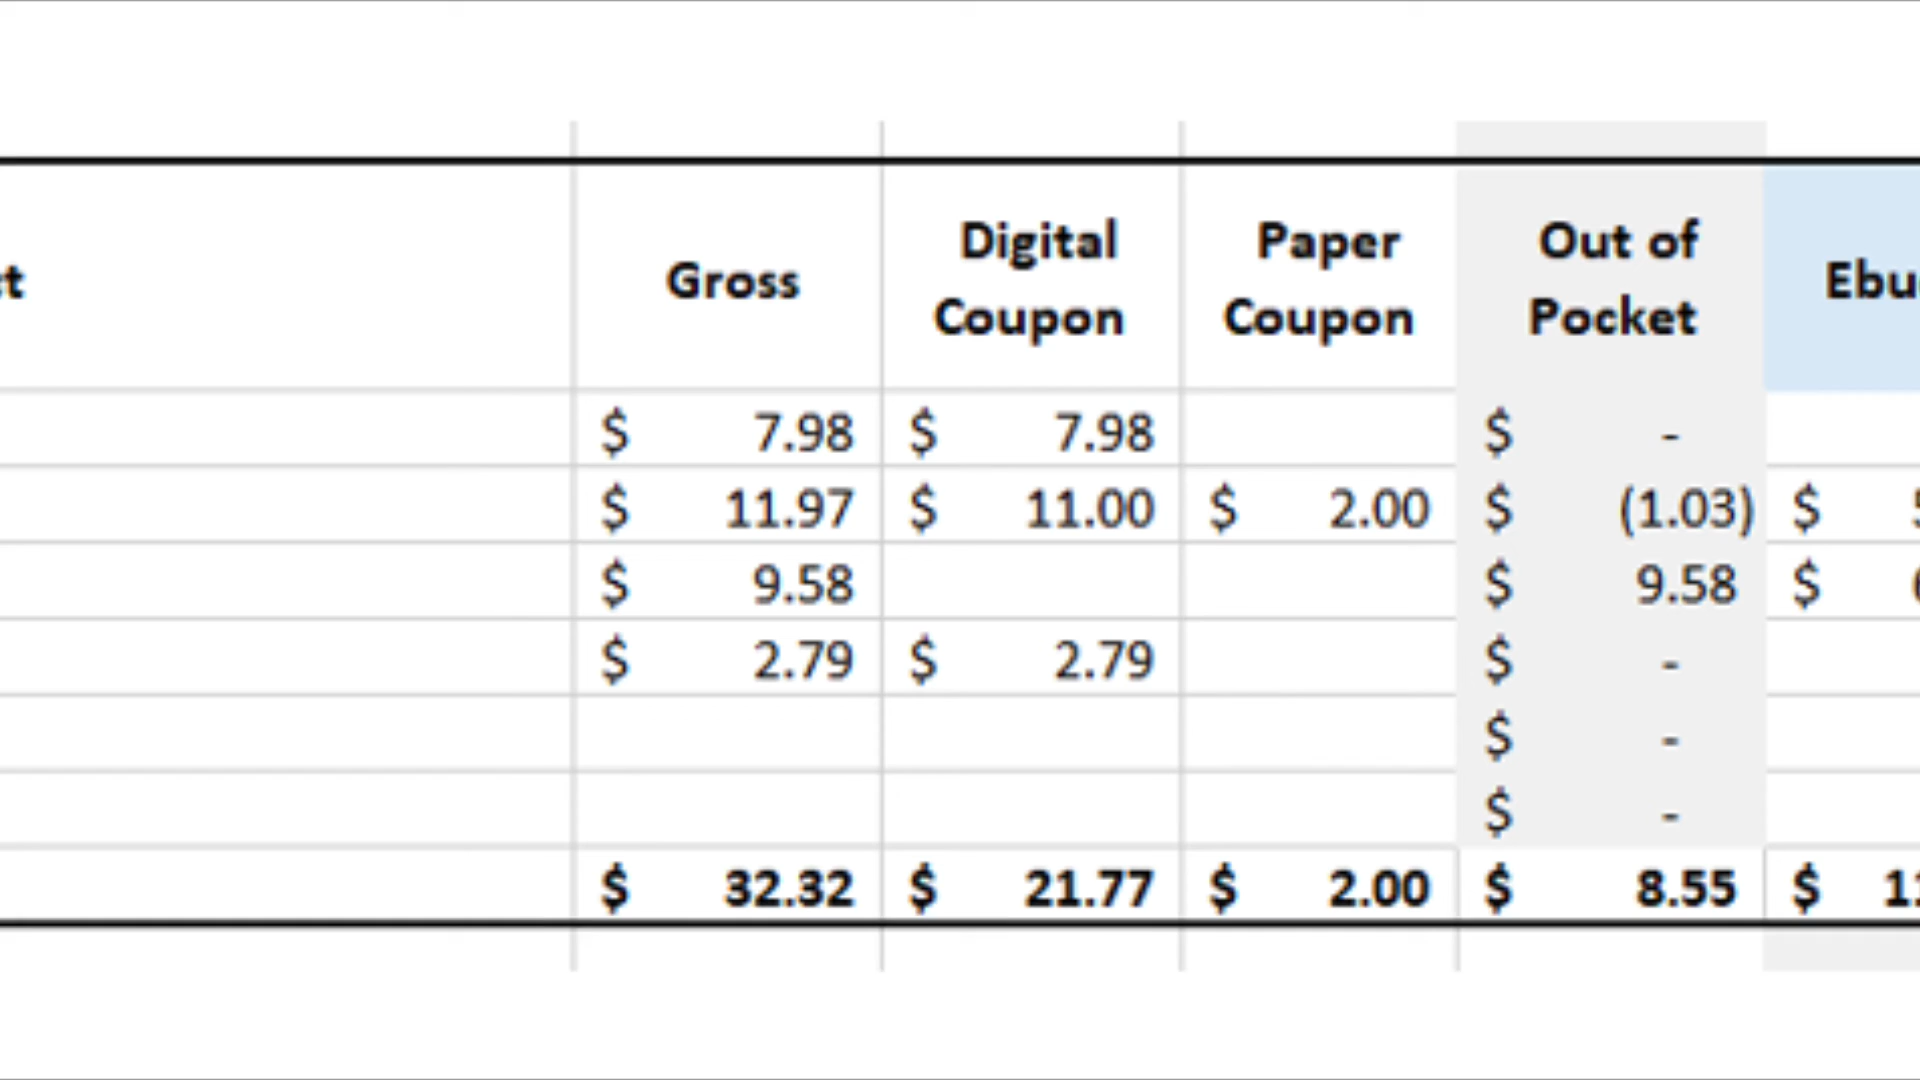 Gross Digital Coupon Paper Coupon Out of Pocket
$ 7.98 $ 7.98 $ -
$ 11.97 $ 11.00 $ 2.00 $ (1.03) $
$ 9.58 $ 9.58 $
$ 2.79 $ 2.79 $ -
$ -
$ -
$ 32.32 $ 21.77 $ 2.00 $ 8.55 $